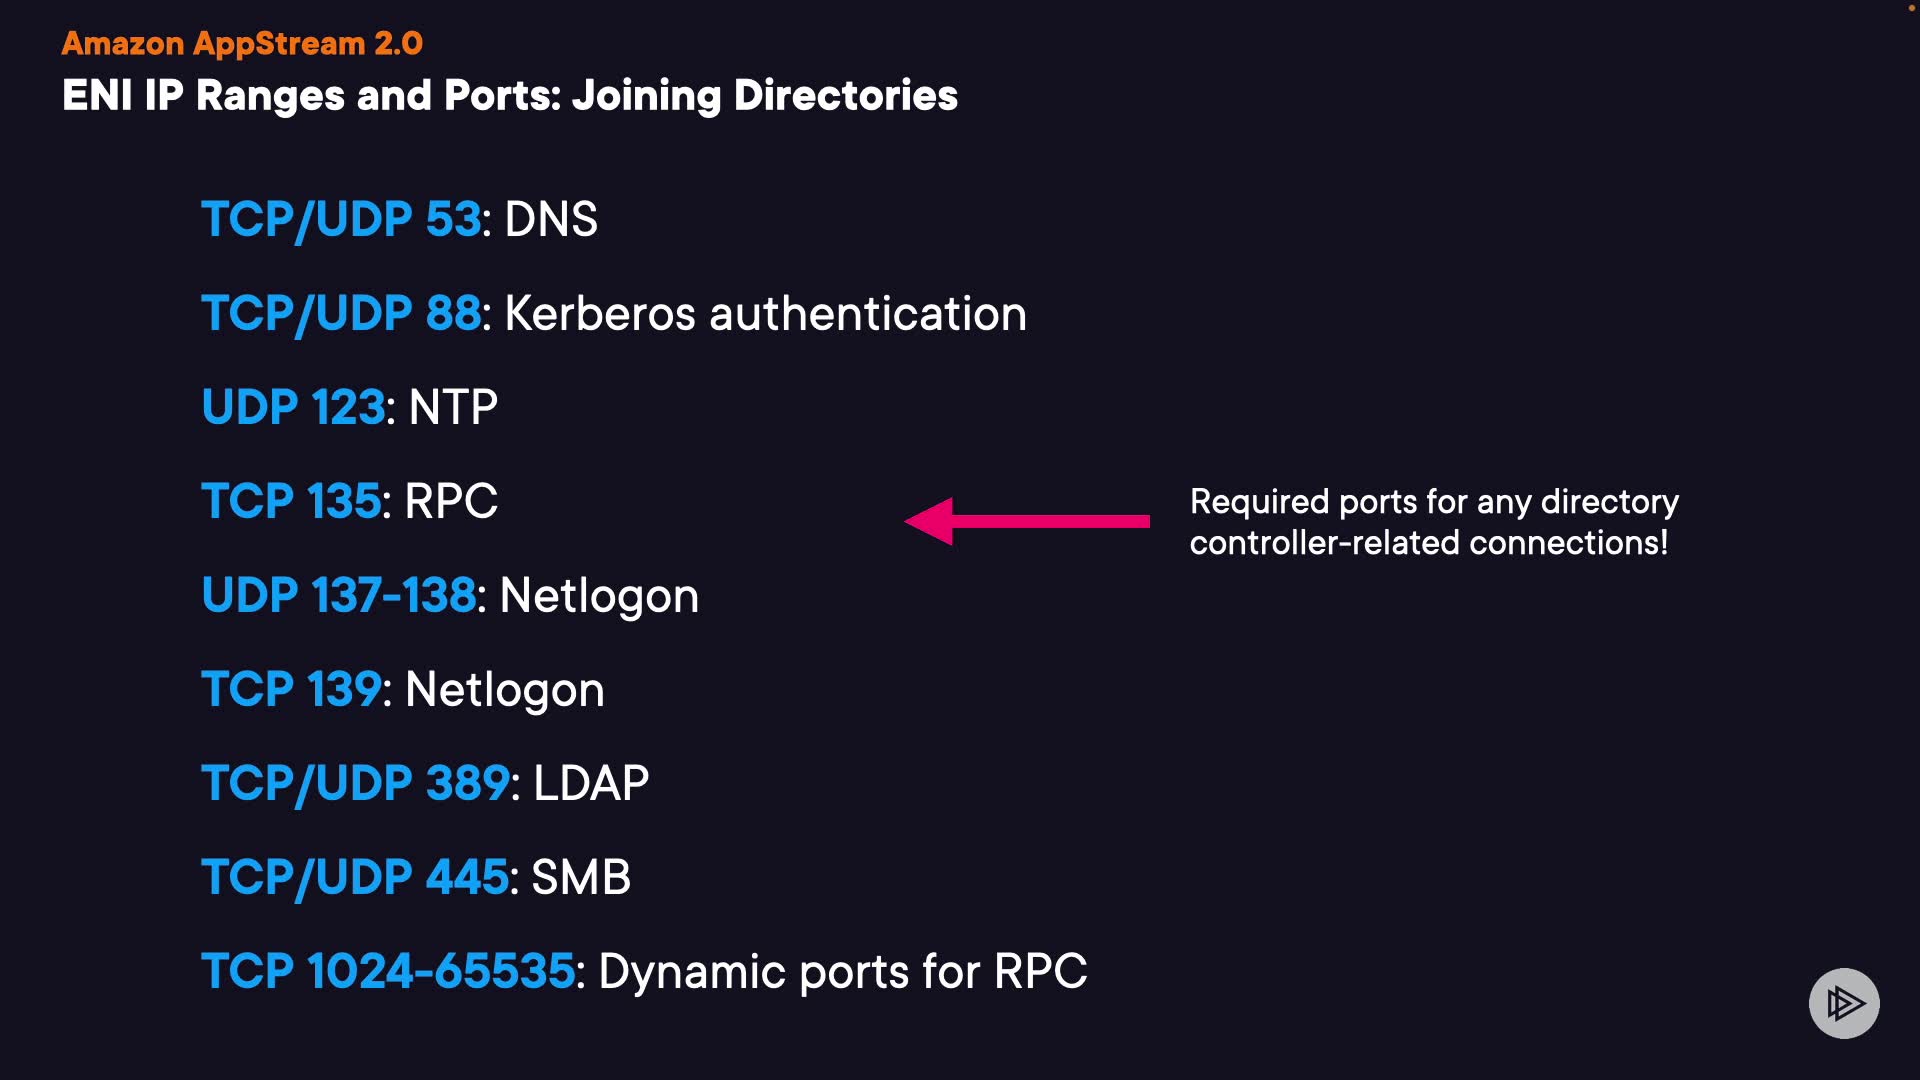 Amazon AppStream 2.0
ENI IP Ranges and Ports: Joining Directories
TCP/UDP 53: DNS
TCP/UDP 88: Kerberos authentication
UDP 123: NTP
TCP 135: RPC
UDP 137-138: Netlogon
TCP 139: Netlogon
TCP/UDP 389: LDAP
TCP/UDP 445: SMB
TCP 1024-65535: Dynamic ports for RPC
Required ports for any directory
controller-related connections!